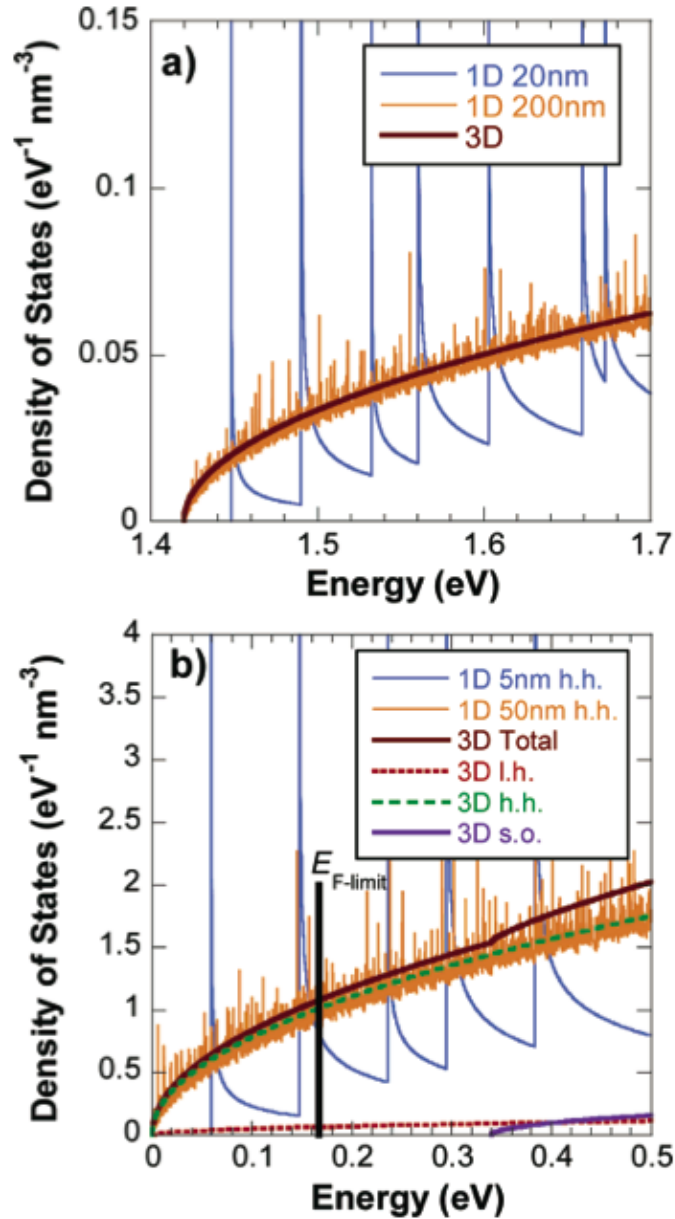 a)
1D 20nm
1D 200nm
3D
0.15
0.1
0.05
0
Density of States (eV⁻¹ nm⁻³)
1.4 1.5 1.6 1.7
Energy (eV)
b)
1D 5nm h.h.
1D 50nm h.h.
3D Total
3D l.h.
3D h.h.
3D s.o.
E F-limit
4
3.5
3
2.5
2
1.5
1
0.5
0
Density of States (eV⁻¹ nm⁻³)
0 0.1 0.2 0.3 0.4 0.5
Energy (eV)